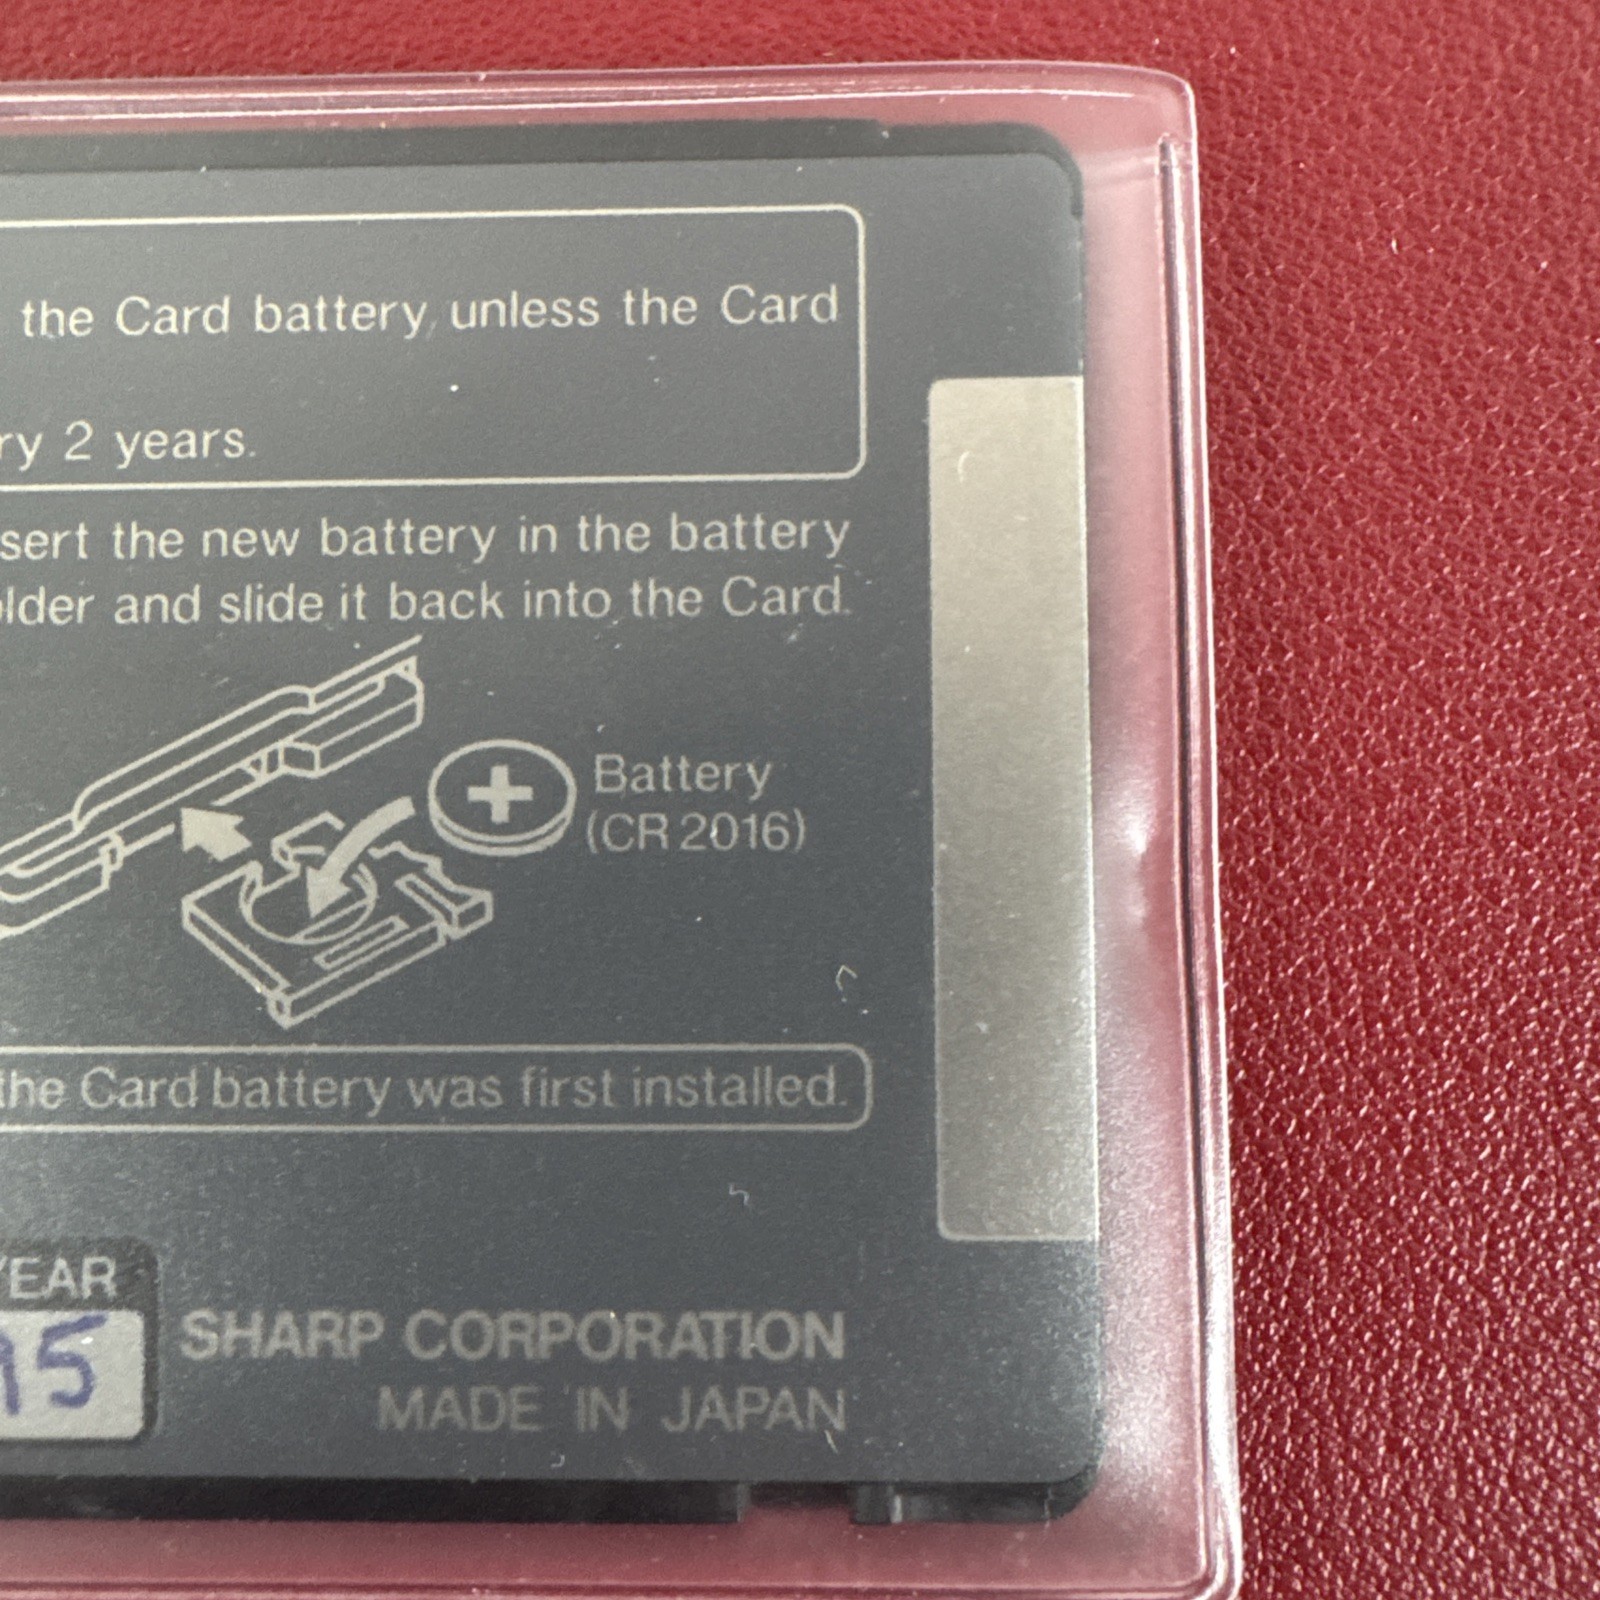 the Card battery, unless the Card
ry 2 years.
sert the new battery in the battery
lder and slide it back into the Card.
Battery
(CR 2016)
the Card battery was first installed.
YEAR
95
SHARP CORPORATION
MADE IN JAPAN